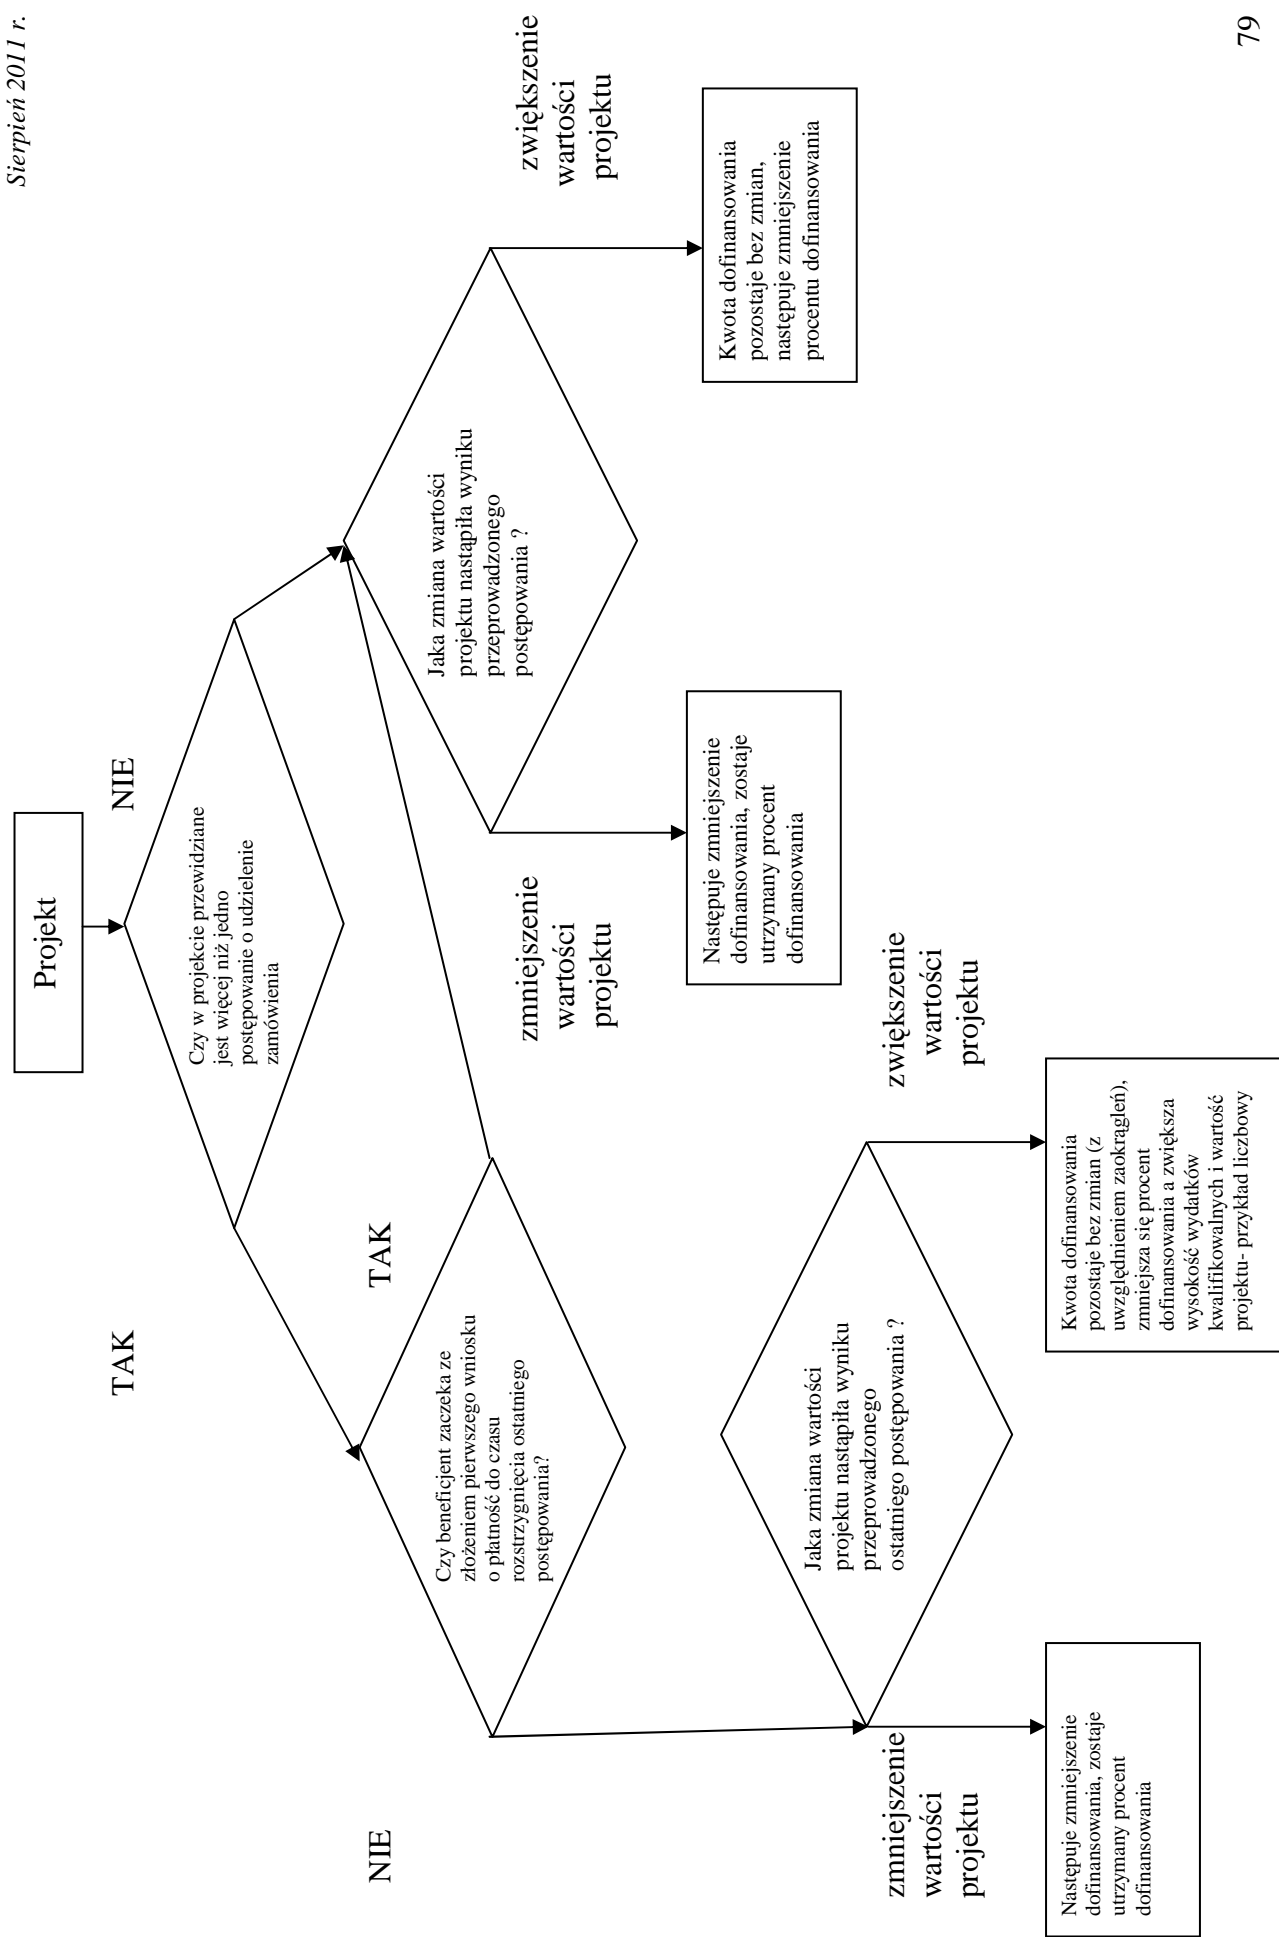 Sierpień 2011 r.
Projekt
NIE
TAK
Czy w projekcie przewidziane
jest więcej niż jedno
postępowanie o udzielenie
zamówienia
TAK
NIE
Czy beneficjent zaczeka ze
złożeniem pierwszego wniosku
o płatność do czasu
rozstrzygnięcia ostatniego
postępowania?
Jaka zmiana wartości
projektu nastąpiła wyniku
przeprowadzonego
postępowania ?
zmniejszenie
wartości
projektu
zwiększenie
wartości
projektu
Następuje zmniejszenie
dofinansowania, zostaje
utrzymany procent
dofinansowania
Kwota dofinansowania
pozostaje bez zmian,
następuje zmniejszenie
procentu dofinansowania
Jaka zmiana wartości
projektu nastąpiła wyniku
przeprowadzonego
ostatniego postępowania ?
zmniejszenie
wartości
projektu
zwiększenie
wartości
projektu
Następuje zmniejszenie
dofinansowania, zostaje
utrzymany procent
dofinansowania
Kwota dofinansowania
pozostaje bez zmian (z
uwzględnieniem zaokrągleń),
zmniejsza się procent
dofinansowania a zwiększa
wysokość wydatków
kwalifikowalnych i wartość
projektu- przykład liczbowy
79